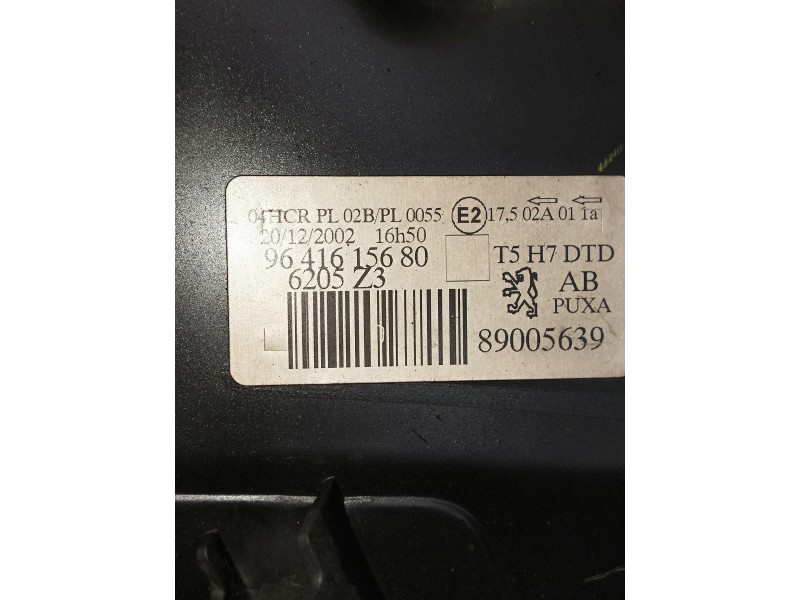 04HCR PL 02B/PL 0055 E2 17,5 02A 01 1a
20/12/2002 16h50
96 416 156 80 T5 H7 DTD
6205 Z3 AB
PUXA
89005639